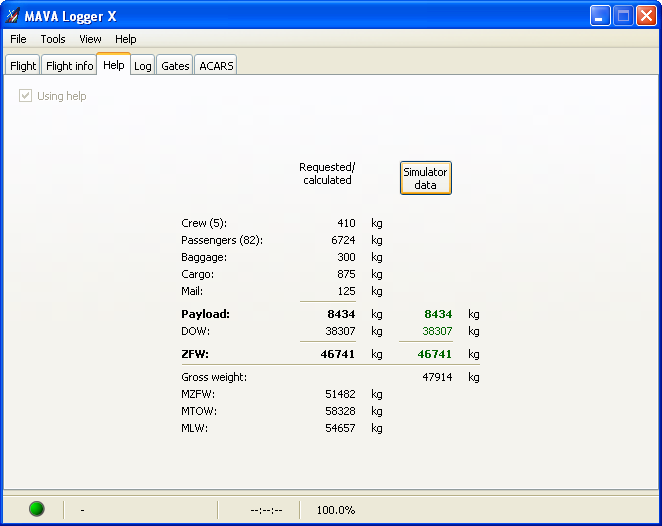 MAVA Logger X
File Tools View Help
Flight Flight info Help Log Gates ACARS
Using help
Requested/ calculated
Simulator data
Crew (5): 410 kg
Passengers (82): 6724 kg
Baggage: 300 kg
Cargo: 875 kg
Mail: 125 kg
Payload: 8434 kg 8434 kg
DOW: 38307 kg 38307 kg
ZFW: 46741 kg 46741 kg
Gross weight: 47914 kg
MZFW: 51482 kg
MTOW: 58328 kg
MLW: 54657 kg
- --:--:-- 100.0%